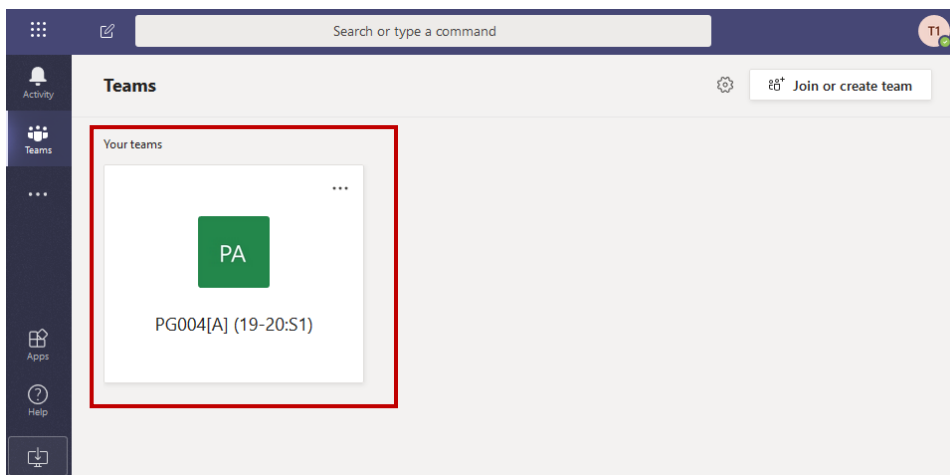 Search or type a command
T1
Activity
Teams
Join or create team
Teams
Your teams
PA
PG004[A] (19-20:S1)
Apps
Help